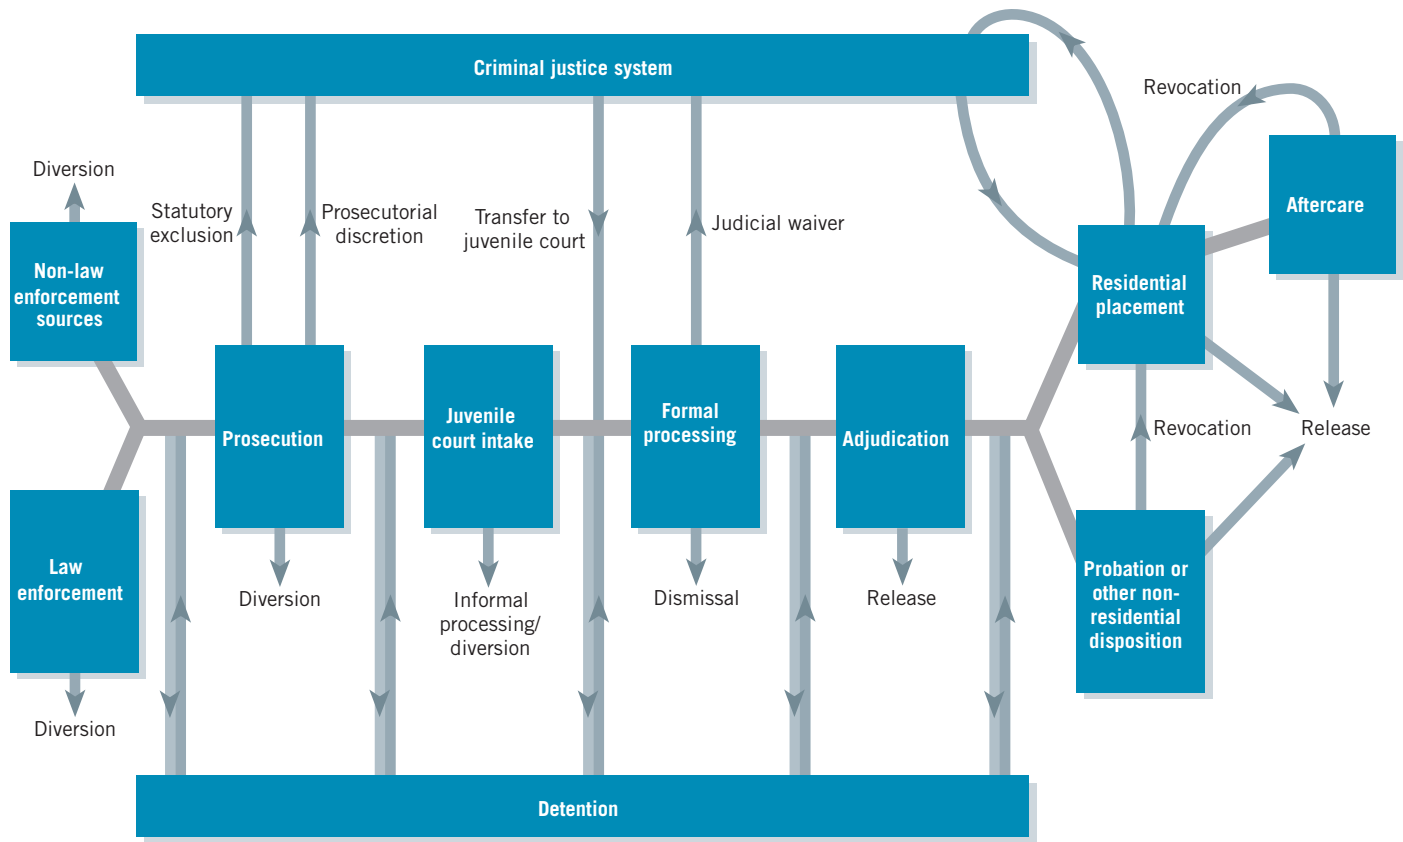 Criminal justice system
Revocation
Diversion
Aftercare
Statutory
exclusion
Prosecutorial
discretion
Transfer to
juvenile court
Judicial waiver
Non-law
enforcement
sources
Residential
placement
Prosecution
Juvenile
court intake
Formal
processing
Adjudication
Revocation
Release
Law
enforcement
Diversion
Informal
processing/
diversion
Dismissal
Release
Probation or
other non-
residential
disposition
Diversion
Detention